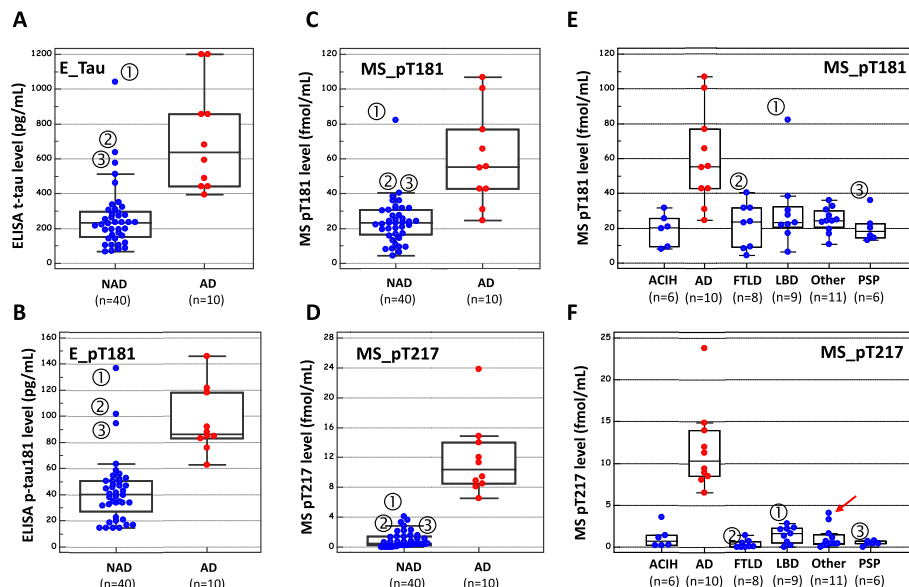 A
E_Tau
ELISA t-tau level (pg/mL)
1200
1000
800
600
400
200
0
①
②
③
NAD
(n=40)
AD
(n=10)
C
MS_pT181
MS pT181 level (fmol/mL)
120
100
80
60
40
20
0
①
② ③
NAD
(n=40)
AD
(n=10)
E
MS_pT181
MS pT181 level (fmol/mL)
120
100
80
60
40
20
0
①
②
③
ACIH AD FTLD LBD Other PSP
(n=6) (n=10) (n=8) (n=9) (n=11) (n=6)
B
E_pT181
ELISA p-tau181 level (pg/mL)
160
140
120
100
80
60
40
20
0
①
②
③
NAD
(n=40)
AD
(n=10)
D
MS_pT217
MS pT217 level (fmol/mL)
28
24
20
16
12
8
4
0
①
② ③
NAD
(n=40)
AD
(n=10)
F
MS_pT217
MS pT217 level (fmol/mL)
25
20
15
10
5
0
①
②
③
ACIH AD FTLD LBD Other PSP
(n=6) (n=10) (n=8) (n=9) (n=11) (n=6)